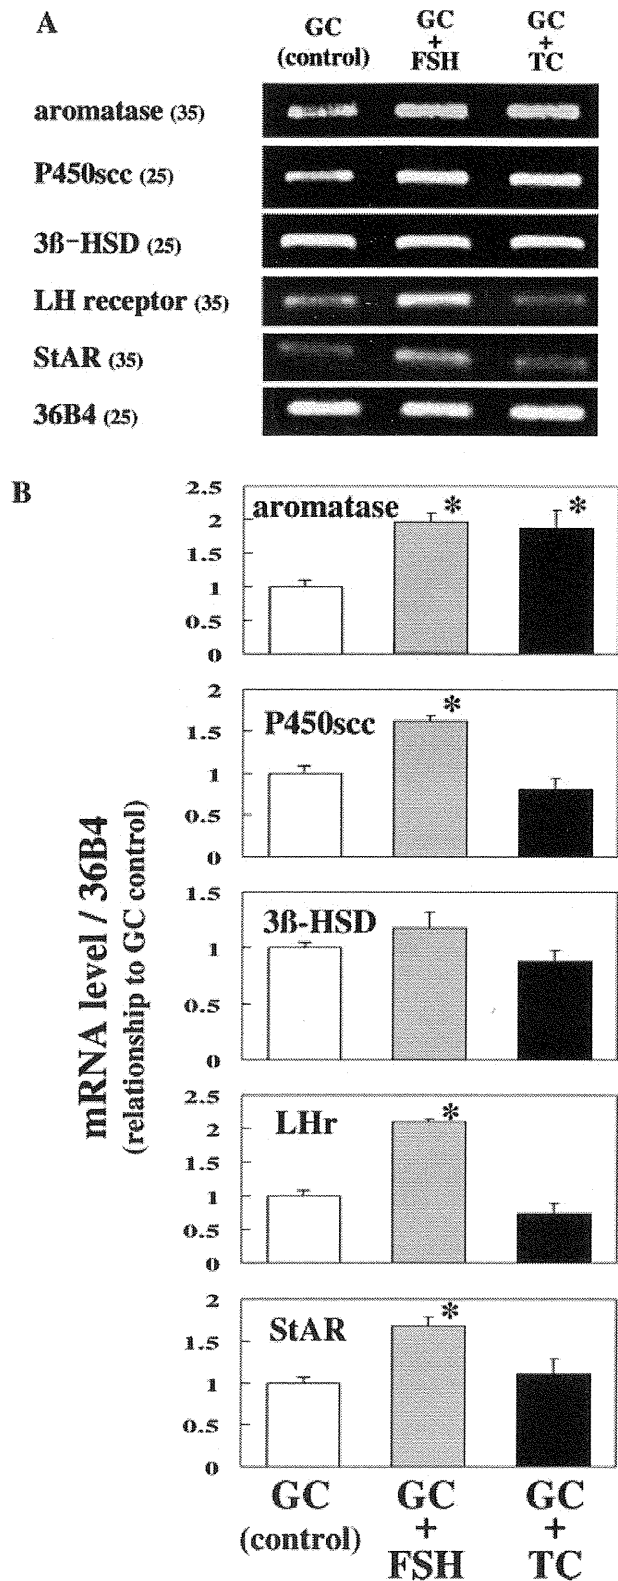 A
GC
(control)
GC
+
FSH
GC
+
TC
aromatase (35)
P450scc (25)
3ß-HSD (25)
LH receptor (35)
StAR (35)
36B4 (25)
B
mRNA level / 36B4
(relationship to GC control)
2.5
2
1
0.5
0
aromatase
*
*
2
1.5
1
0.5
0
P450scc
*
1.5
1
0.5
0
3ß-HSD
2.5
2
1.5
1
0.5
0
LHr
*
2
1.5
1
0.5
0
StAR
*
GC
(control)
GC
+
FSH
GC
+
TC